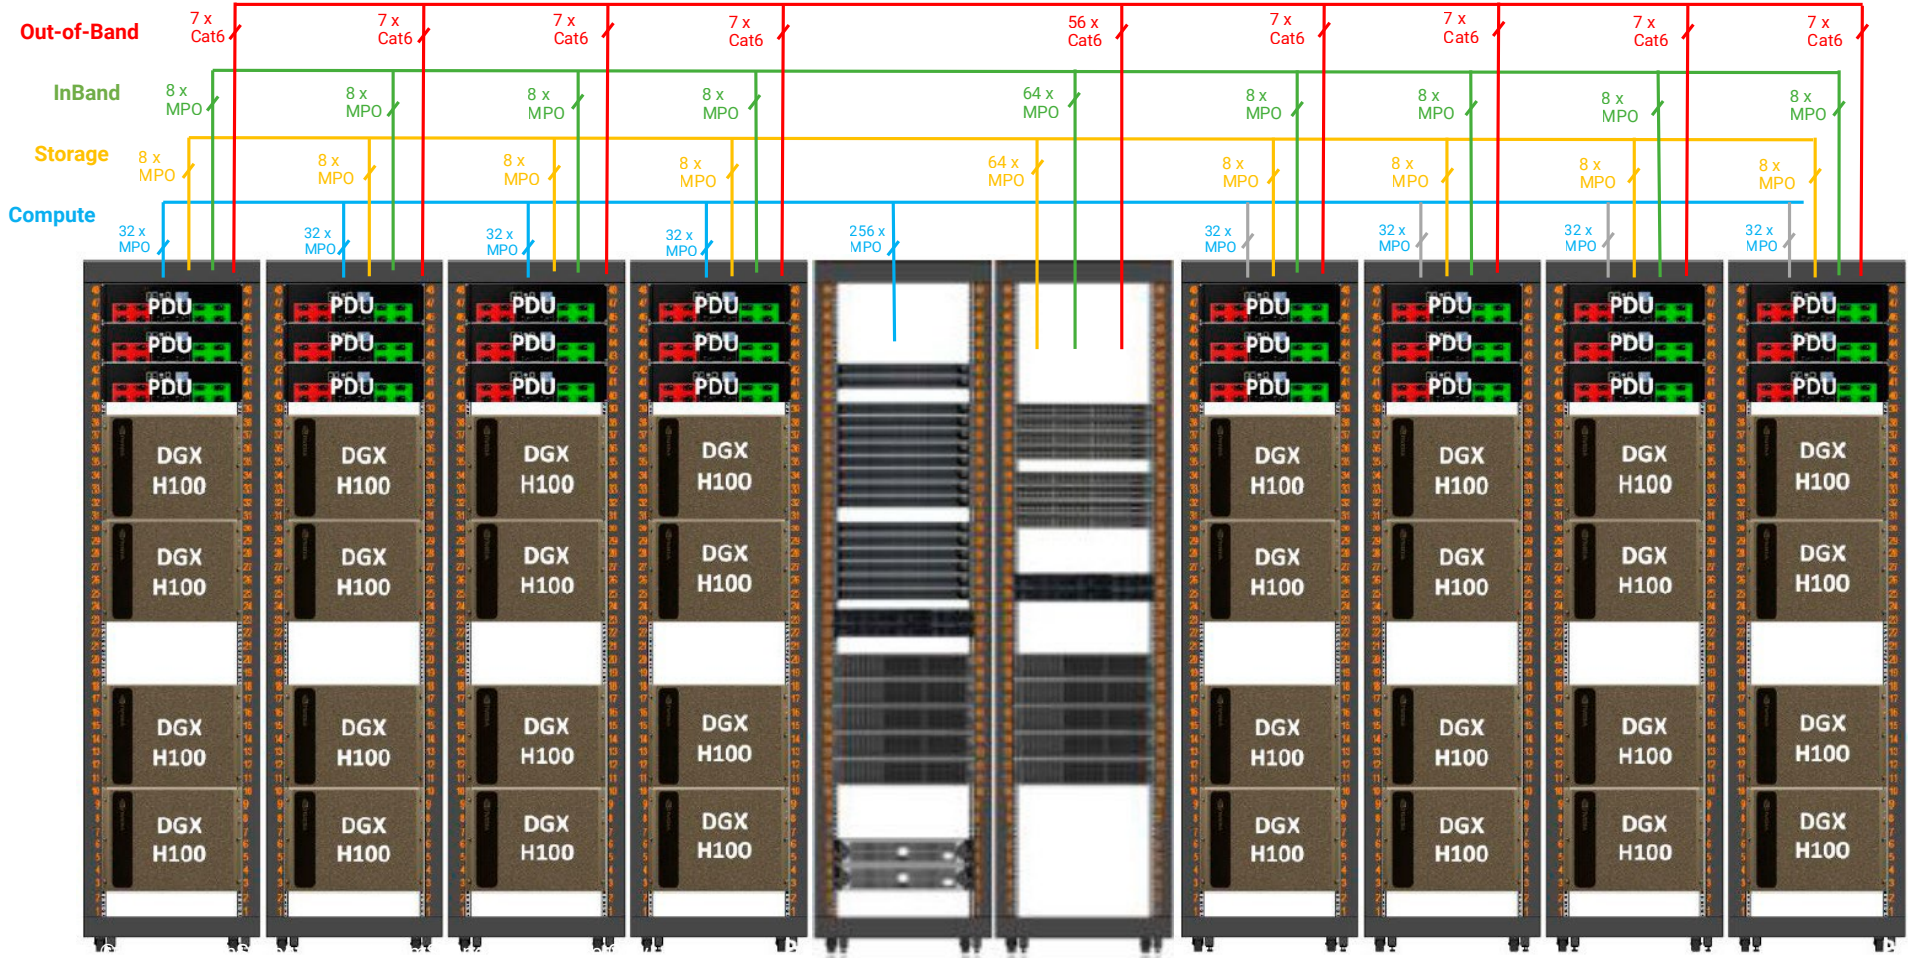 Out-of-Band
7 x
Cat6
7 x
Cat6
7 x
Cat6
7 x
Cat6
56 x
Cat6
7 x
Cat6
7 x
Cat6
7 x
Cat6
7 x
Cat6
InBand
8 x
MPO
8 x
MPO
8 x
MPO
8 x
MPO
64 x
MPO
8 x
MPO
8 x
MPO
8 x
MPO
8 x
MPO
Storage
8 x
MPO
8 x
MPO
8 x
MPO
8 x
MPO
64 x
MPO
8 x
MPO
8 x
MPO
8 x
MPO
8 x
MPO
Compute
32 x
MPO
32 x
MPO
32 x
MPO
32 x
MPO
256 x
MPO
32 x
MPO
32 x
MPO
32 x
MPO
32 x
MPO
PDU PDU PDU PDU PDU PDU PDU PDU
PDU PDU PDU PDU PDU PDU PDU PDU
PDU PDU PDU PDU PDU PDU PDU PDU
DGX DGX DGX DGX DGX DGX DGX DGX
H100 H100 H100 H100 H100 H100 H100 H100
DGX DGX DGX DGX DGX DGX DGX DGX
H100 H100 H100 H100 H100 H100 H100 H100
DGX DGX DGX DGX DGX DGX DGX DGX
H100 H100 H100 H100 H100 H100 H100 H100
DGX DGX DGX DGX DGX DGX DGX DGX
H100 H100 H100 H100 H100 H100 H100 H100